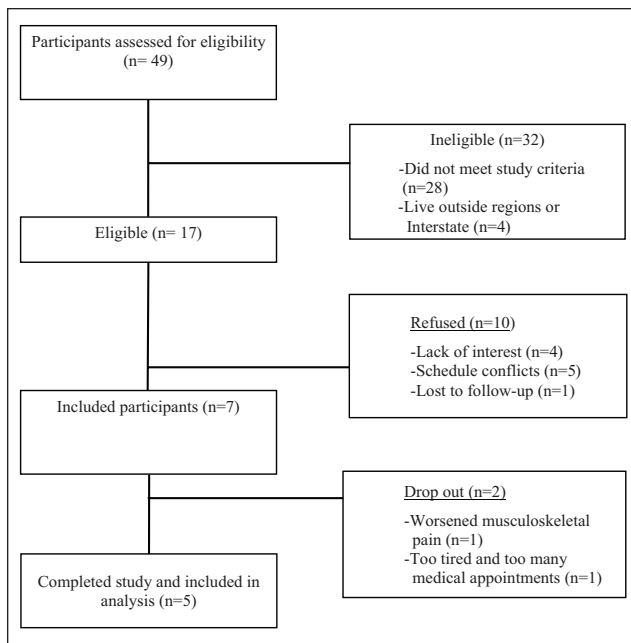 Participants assessed for eligibility
(n= 49)
Ineligible (n=32)
-Did not meet study criteria
(n=28)
-Live outside regions or
Interstate (n=4)
Eligible (n= 17)
Refused (n=10)
-Lack of interest (n=4)
-Schedule conflicts (n=5)
-Lost to follow-up (n=1)
Included participants (n=7)
Drop out (n=2)
-Worsened musculoskeletal
pain (n=1)
-Too tired and too many
medical appointments (n=1)
Completed study and included in
analysis (n=5)